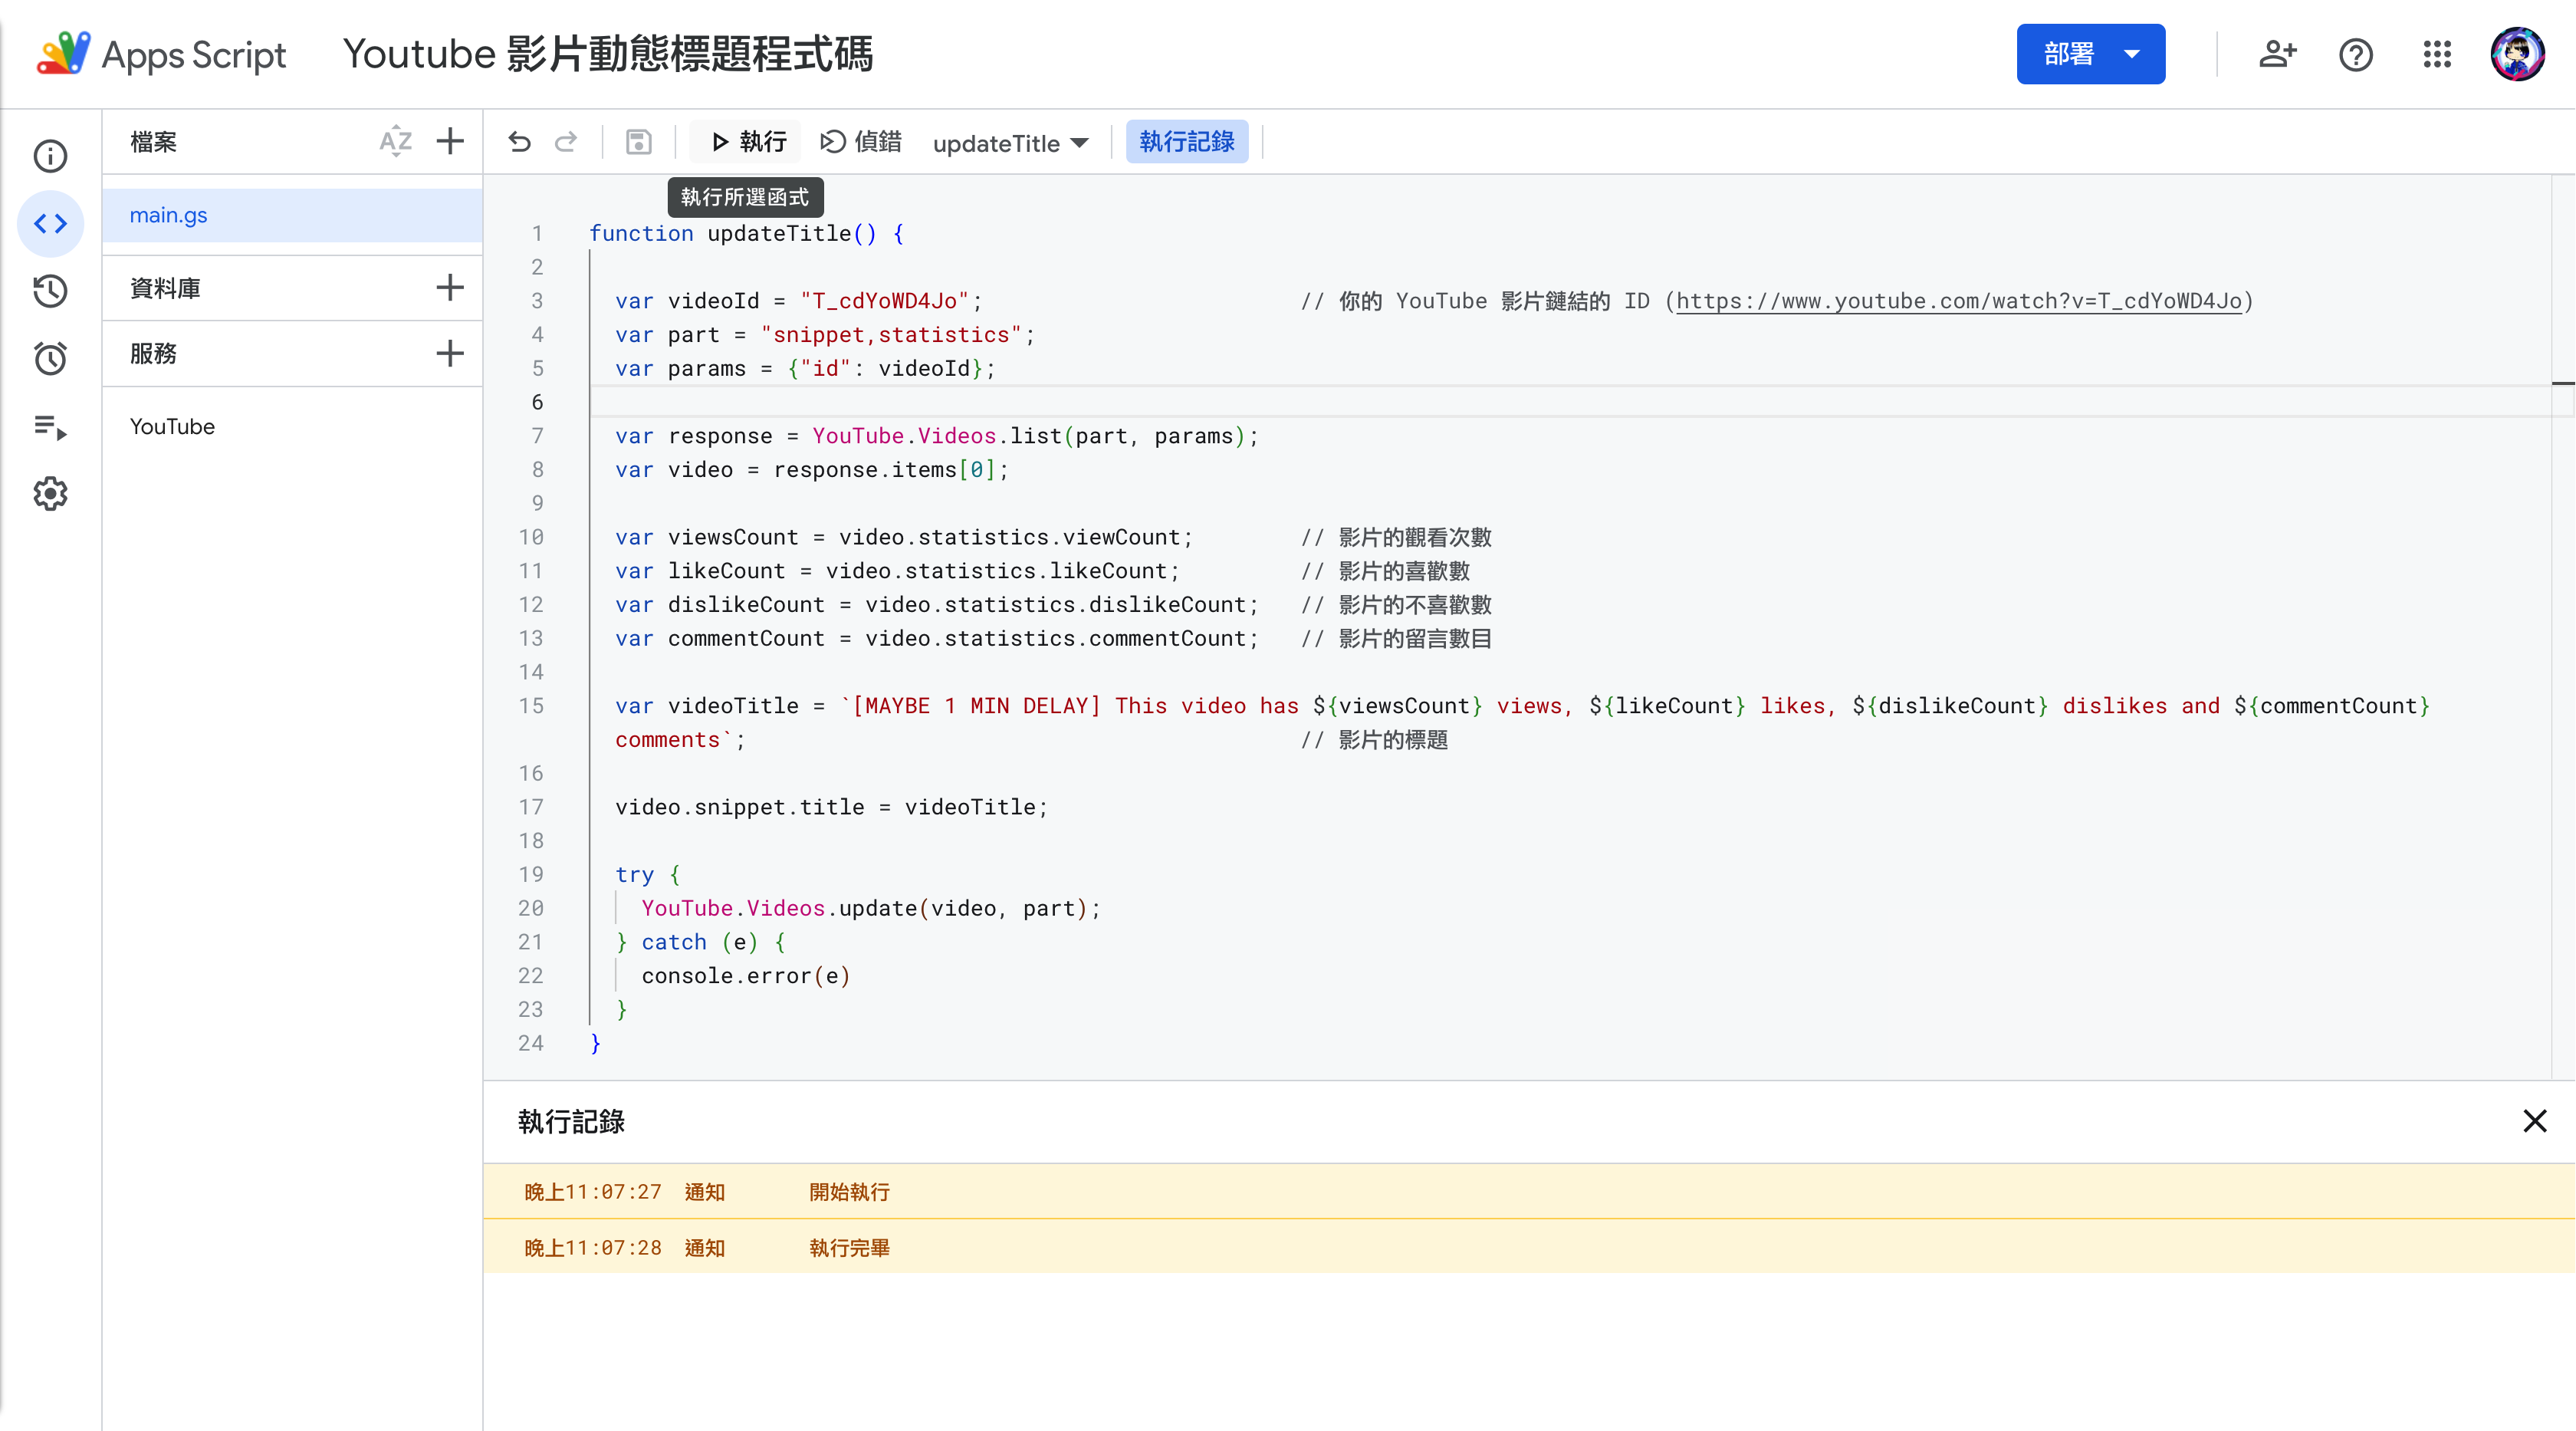 Apps Script
Youtube 影片動態標題程式碼
部署
檔案
AZ
main.gs
資料庫
服務
YouTube
執行
偵錯
updateTitle
執行記錄
執行所選函式
1 function updateTitle() {
2
3 var videoId = "T_cdYoWD4Jo"; // 你的 YouTube 影片鏈結的 ID (https://www.youtube.com/watch?v=T_cdYoWD4Jo)
4 var part = "snippet,statistics";
5 var params = {"id": videoId};
6
7 var response = YouTube.Videos.list(part, params);
8 var video = response.items[0];
9
10 var viewsCount = video.statistics.viewCount; // 影片的觀看次數
11 var likeCount = video.statistics.likeCount; // 影片的喜歡數
12 var dislikeCount = video.statistics.dislikeCount; // 影片的不喜歡數
13 var commentCount = video.statistics.commentCount; // 影片的留言數目
14
15 var videoTitle = `[MAYBE 1 MIN DELAY] This video has ${viewsCount} views, ${likeCount} likes, ${dislikeCount} dislikes and ${commentCount}
comments`; // 影片的標題
16
17 video.snippet.title = videoTitle;
18
19 try {
20 YouTube.Videos.update(video, part);
21 } catch (e) {
22 console.error(e)
23 }
24 }
執行記錄
晚上11:07:27 通知 開始執行
晚上11:07:28 通知 執行完畢